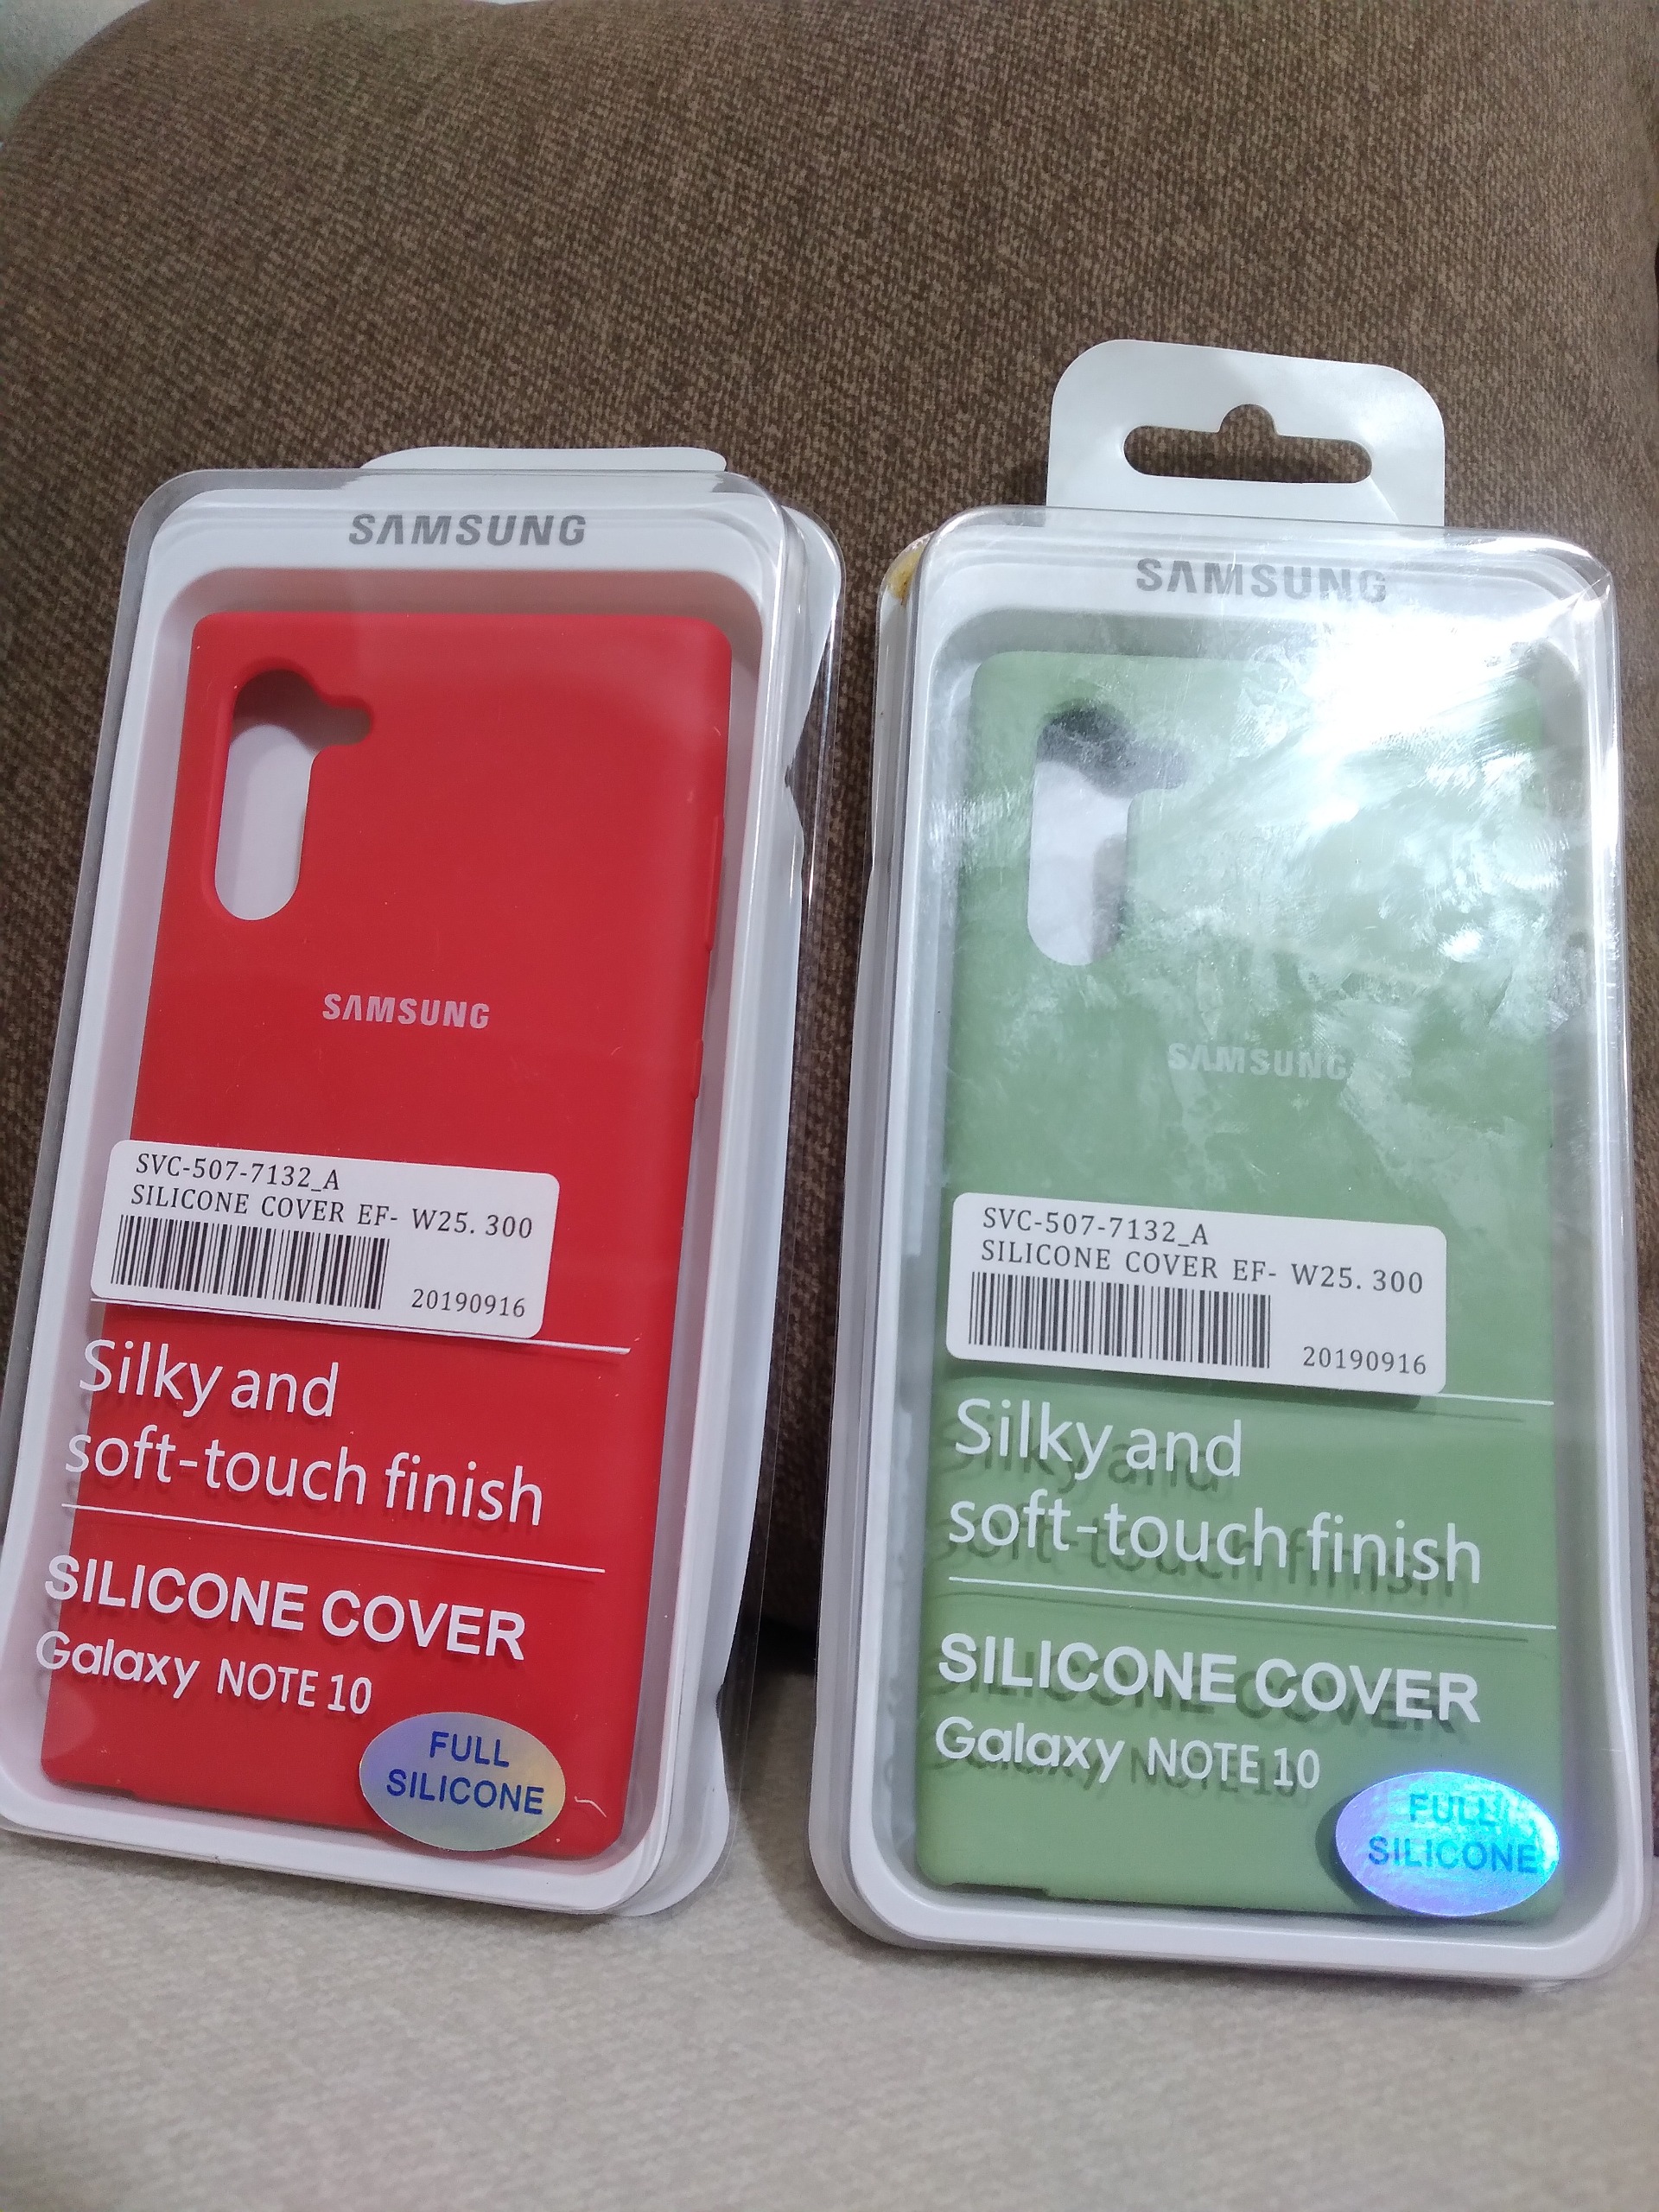 SAMSUNG
SAMSUNG
SVC-507-7132_A
SILICONE COVER EF- W25. 300
20190916
Silky and
soft-touch finish
SILICONE COVER
Galaxy NOTE 10
FULL
SILICONE
SAMSUNG
SAMSUNG
SVC-507-7132_A
SILICONE COVER EF- W25. 300
20190916
Silky and
soft-touch finish
SILICONE COVER
Galaxy NOTE 10
FULL
SILICONE